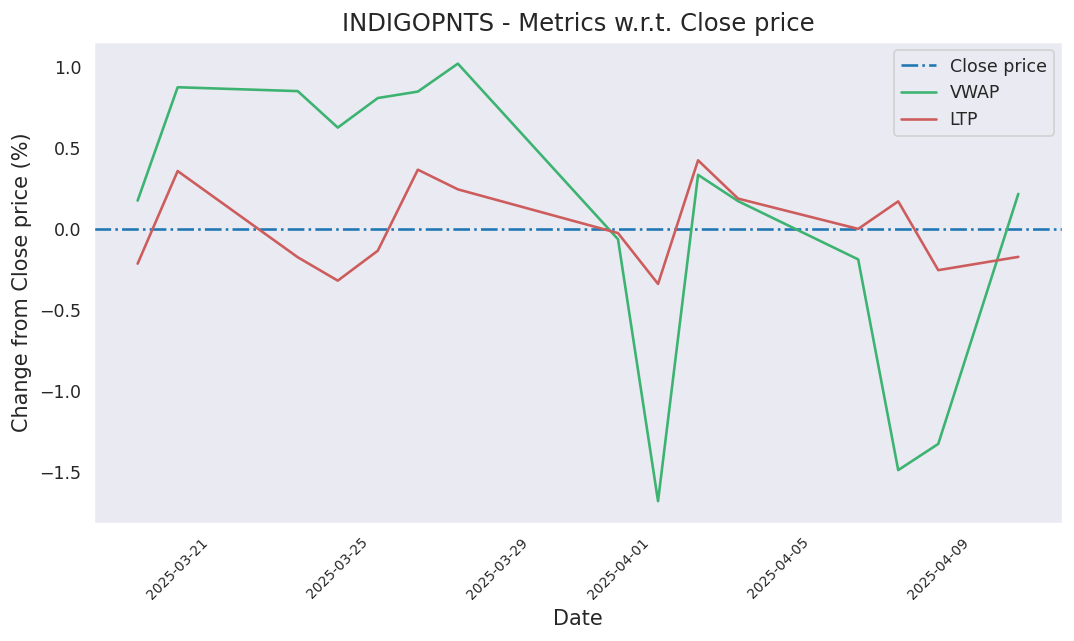 INDIGOPNTS - Metrics w.r.t. Close price
Close price
VWAP
LTP
Change from Close price (%)
1.0
0.5
0.0
−0.5
−1.0
−1.5
2025-03-21
2025-03-25
2025-03-29
2025-04-01
2025-04-05
2025-04-09
Date